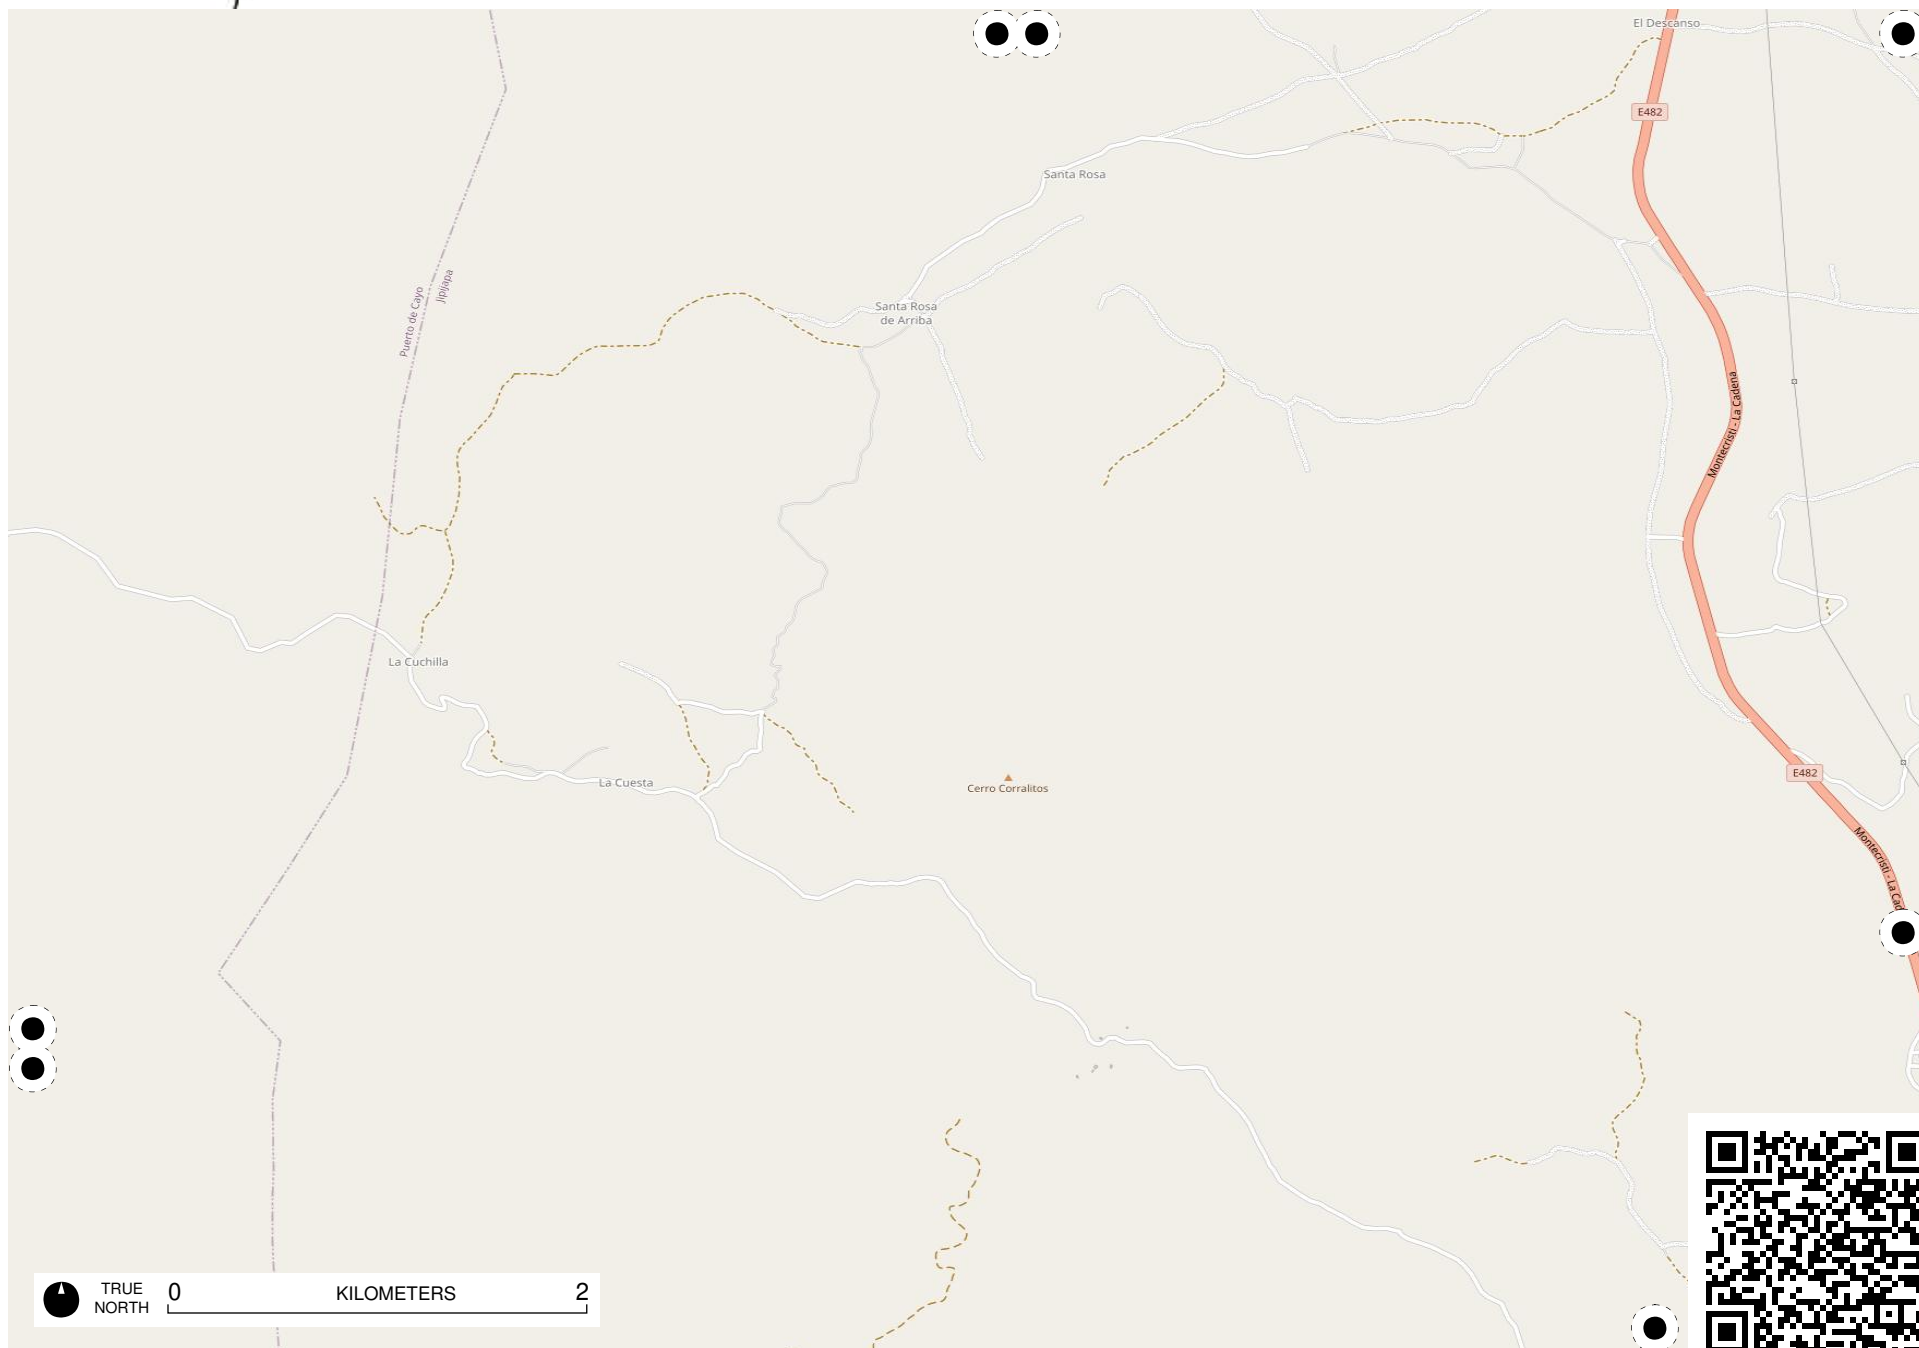 El Descanso
E482
Santa Rosa
Puerto de Cayo
Jipijapa
Santa Rosa
de Arriba
Montecristi - La Cadena
La Cuchilla
E482
La Cuesta
Cerro Corralitos
Montecristi - La Cad
TRUE
NORTH
0 KILOMETERS 2